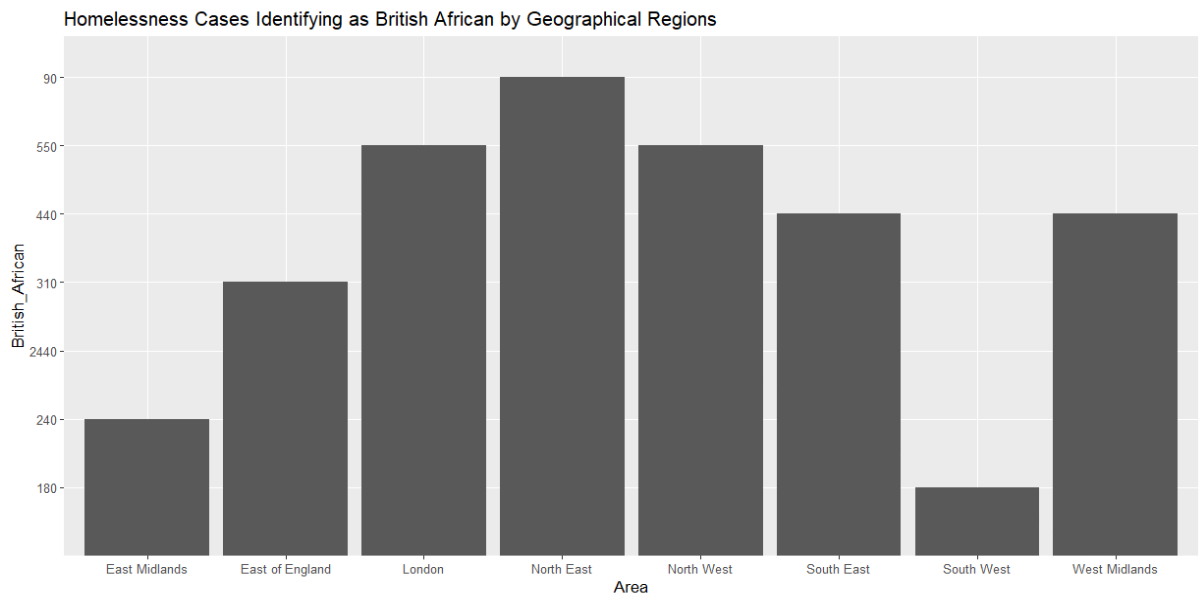 Homelessness Cases Identifying as British African by Geographical Regions
British_African
90
550
440
310
2440
240
180
East Midlands East of England London North East North West South East South West West Midlands
Area